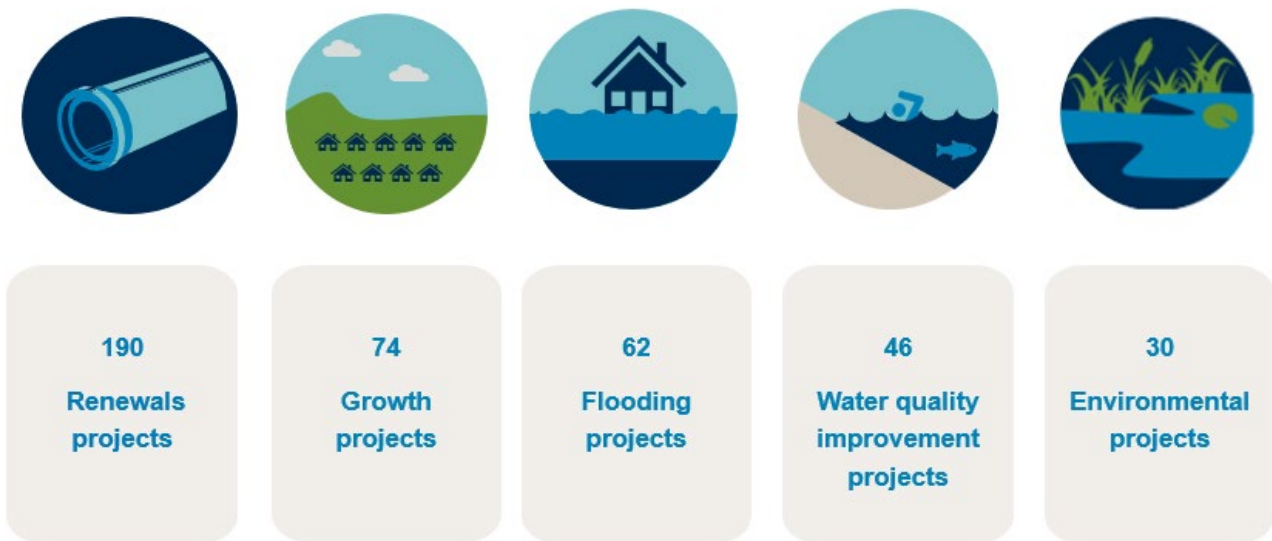 190
Renewals
projects
74
Growth
projects
62
Flooding
projects
46
Water quality
improvement
projects
30
Environmental
projects